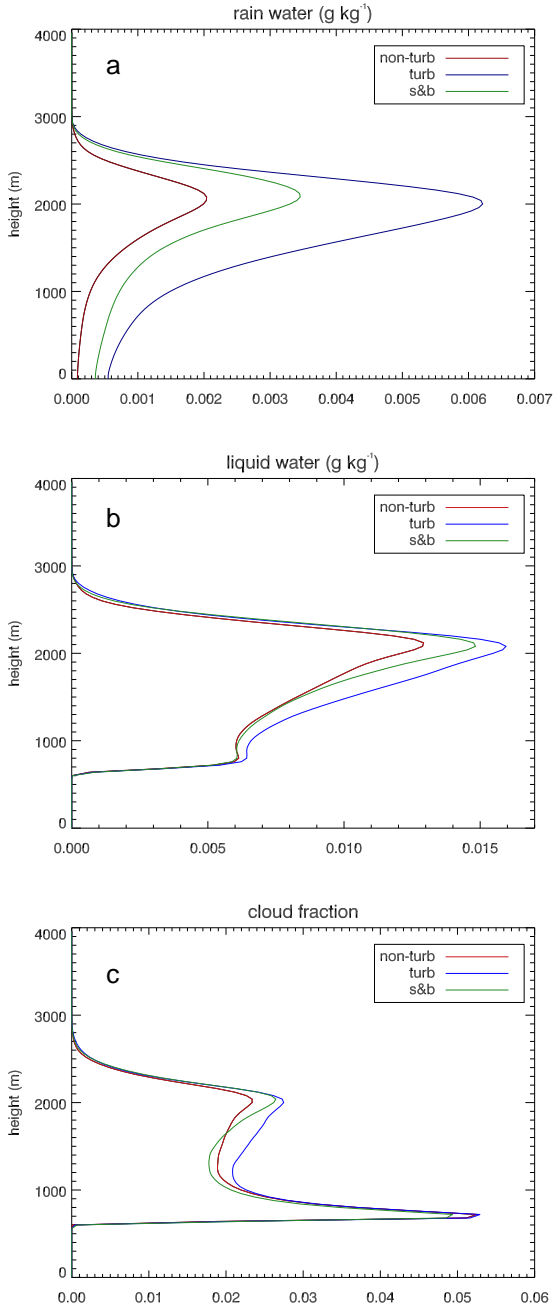 rain water (g kg-1)
4000
a
non-turb
turb
s&b
3000
height (m)
2000
1000
0
0.000 0.001 0.002 0.003 0.004 0.005 0.006 0.007
liquid water (g kg-1)
4000
b
non-turb
turb
s&b
3000
height (m)
2000
1000
0
0.000 0.005 0.010 0.015
cloud fraction
4000
c
non-turb
turb
s&b
3000
height (m)
2000
1000
0
0.00 0.01 0.02 0.03 0.04 0.05 0.06